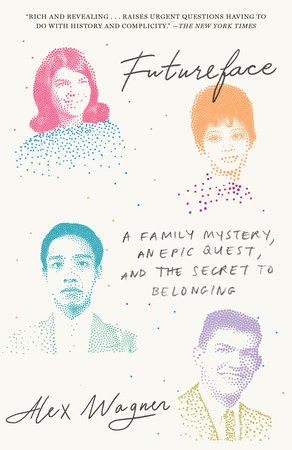 "RICH AND REVEALING . . . RAISES URGENT QUESTIONS HAVING TO
DO WITH HISTORY AND COMPLICITY."—THE NEW YORK TIMES
Futureface
A FAMILY MYSTERY,
AN EPIC QUEST,
AND THE SECRET TO
BELONGING
Alex Wagner